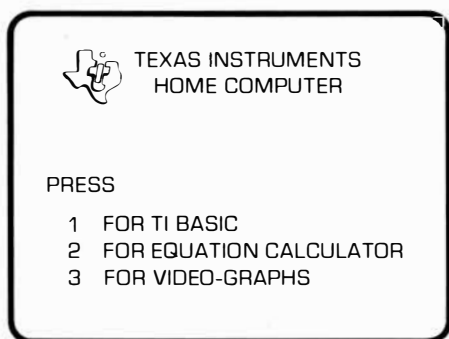 TEXAS INSTRUMENTS
HOME COMPUTER
PRESS
1 FOR TI BASIC
2 FOR EQUATION CALCULATOR
3 FOR VIDEO-GRAPHS